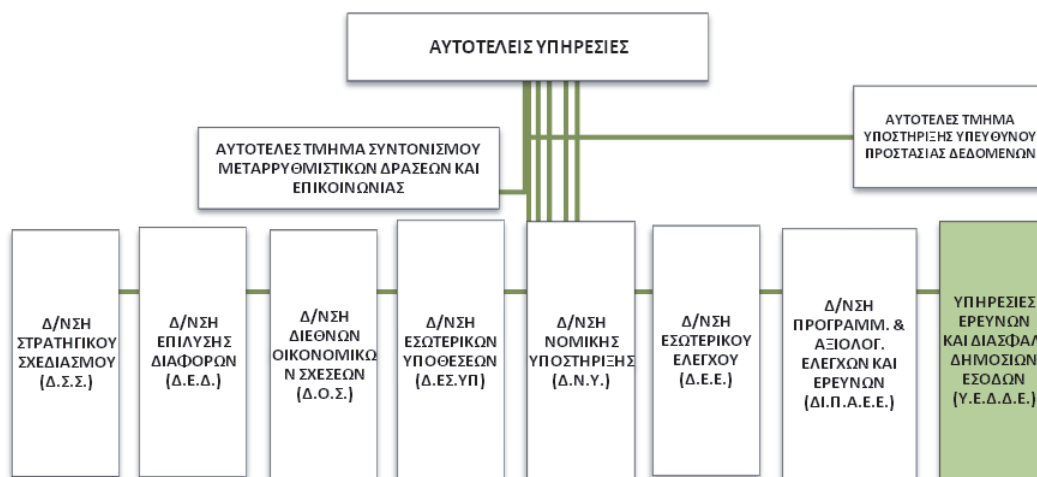 ΑΥΤΟΤΕΛΕΙΣ ΥΠΗΡΕΣΙΕΣ
ΑΥΤΟΤΕΛΕΣ ΤΜΗΜΑ ΣΥΝΤΟΝΙΣΜΟΥ
ΜΕΤΑΡΡΥΘΜΙΣΤΙΚΩΝ ΔΡΑΣΕΩΝ ΚΑΙ
ΕΠΙΚΟΙΝΩΝΙΑΣ
ΑΥΤΟΤΕΛΕΣ ΤΜΗΜΑ
ΥΠΟΣΤΗΡΙΞΗΣ ΥΠΕΥΘΥΝΟΥ
ΠΡΟΣΤΑΣΙΑΣ ΔΕΔΟΜΕΝΩΝ
Δ/ΝΣΗ
ΣΤΡΑΤΗΓΙΚΟΥ
ΣΧΕΔΙΑΣΜΟΥ
(Δ.Σ.Σ.)
Δ/ΝΣΗ
ΕΠΙΛΥΣΗΣ
ΔΙΑΦΟΡΩΝ
(Δ.Ε.Δ.)
Δ/ΝΣΗ
ΔΙΕΘΝΩΝ
ΟΙΚΟΝΟΜΙΚΩ
Ν ΣΧΕΣΕΩΝ
(Δ.Ο.Σ.)
Δ/ΝΣΗ
ΕΣΩΤΕΡΙΚΩΝ
ΥΠΟΘΕΣΕΩΝ
(Δ.ΕΣ.ΥΠ)
Δ/ΝΣΗ
ΝΟΜΙΚΗΣ
ΥΠΟΣΤΗΡΙΞΗΣ
(Δ.Ν.Υ.)
Δ/ΝΣΗ
ΕΣΩΤΕΡΙΚΟΥ
ΕΛΕΓΧΟΥ
(Δ.Ε.Ε.)
Δ/ΝΣΗ
ΠΡΟΓΡΑΜΜ. &
ΑΞΙΟΛΟΓ.
ΕΛΕΓΧΩΝ ΚΑΙ
ΕΡΕΥΝΩΝ
(ΔΙ.Π.Α.Ε.Ε.)
ΥΠΗΡΕΣΙΕΣ
ΕΡΕΥΝΩΝ
ΚΑΙ ΔΙΑΣΦΑΛ
ΔΗΜΟΣΙΩΝ
ΕΣΟΔΩΝ
(Υ.Ε.Δ.Δ.Ε.)